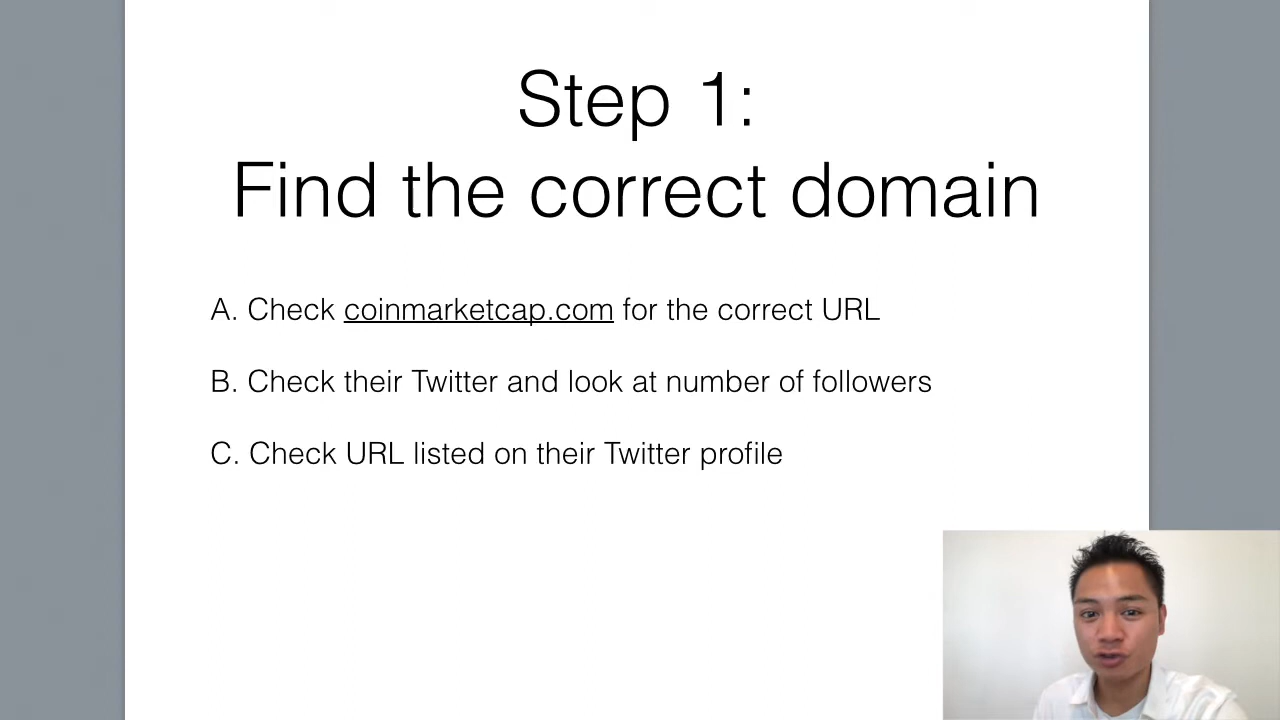 Step 1:
Find the correct domain
A. Check coinmarketcap.com for the correct URL
B. Check their Twitter and look at number of followers
C. Check URL listed on their Twitter profile